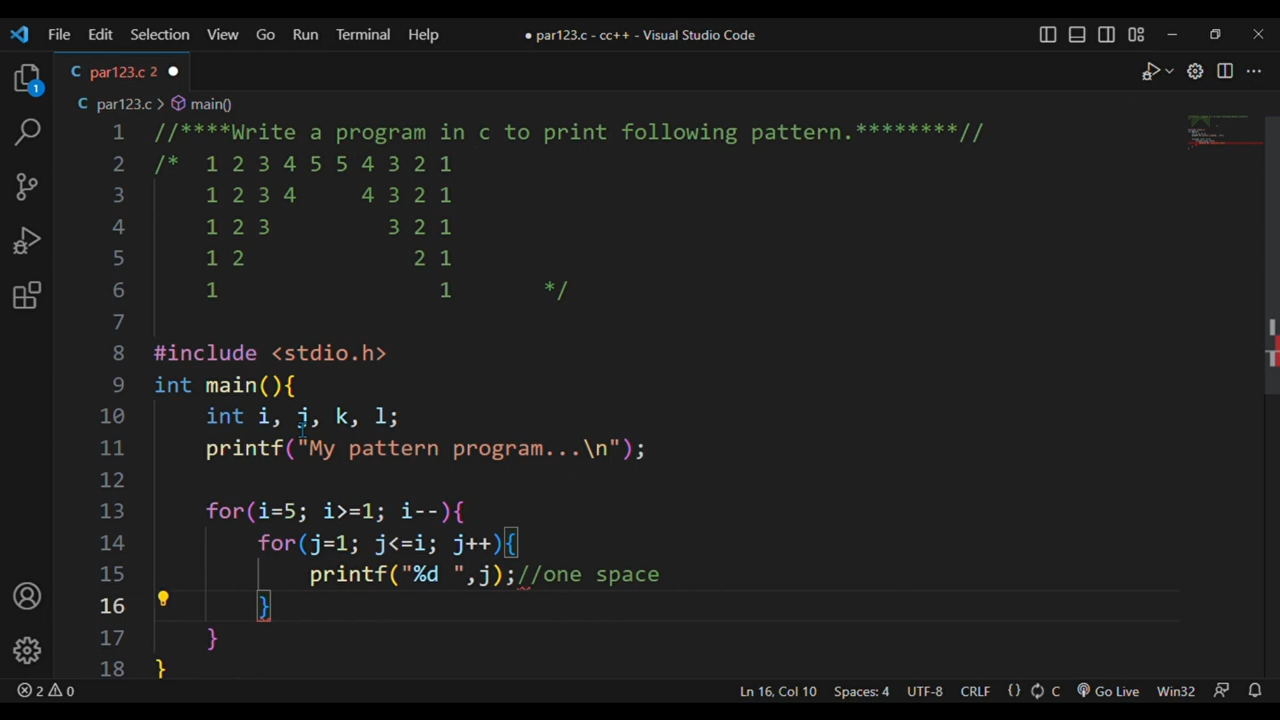 File Edit Selection View Go Run Terminal Help ● par123.c - cc++ - Visual Studio Code
C par123.c 2 ●
C par123.c > main()
1 //****Write a program in c to print following pattern.********//
2 /* 1 2 3 4 5 5 4 3 2 1
3 1 2 3 4 4 3 2 1
4 1 2 3 3 2 1
5 1 2 2 1
6 1 1 */
7
8 #include <stdio.h>
9 int main(){
10 int i, j, k, l;
11 printf("My pattern program...\n");
12
13 for(i=5; i>=1; i--){
14 for(j=1; j<=i; j++){
15 printf("%d ",j);//one space
16 }
17 }
18 }
1
2 0 Ln 16, Col 10 Spaces: 4 UTF-8 CRLF {} C Go Live Win32